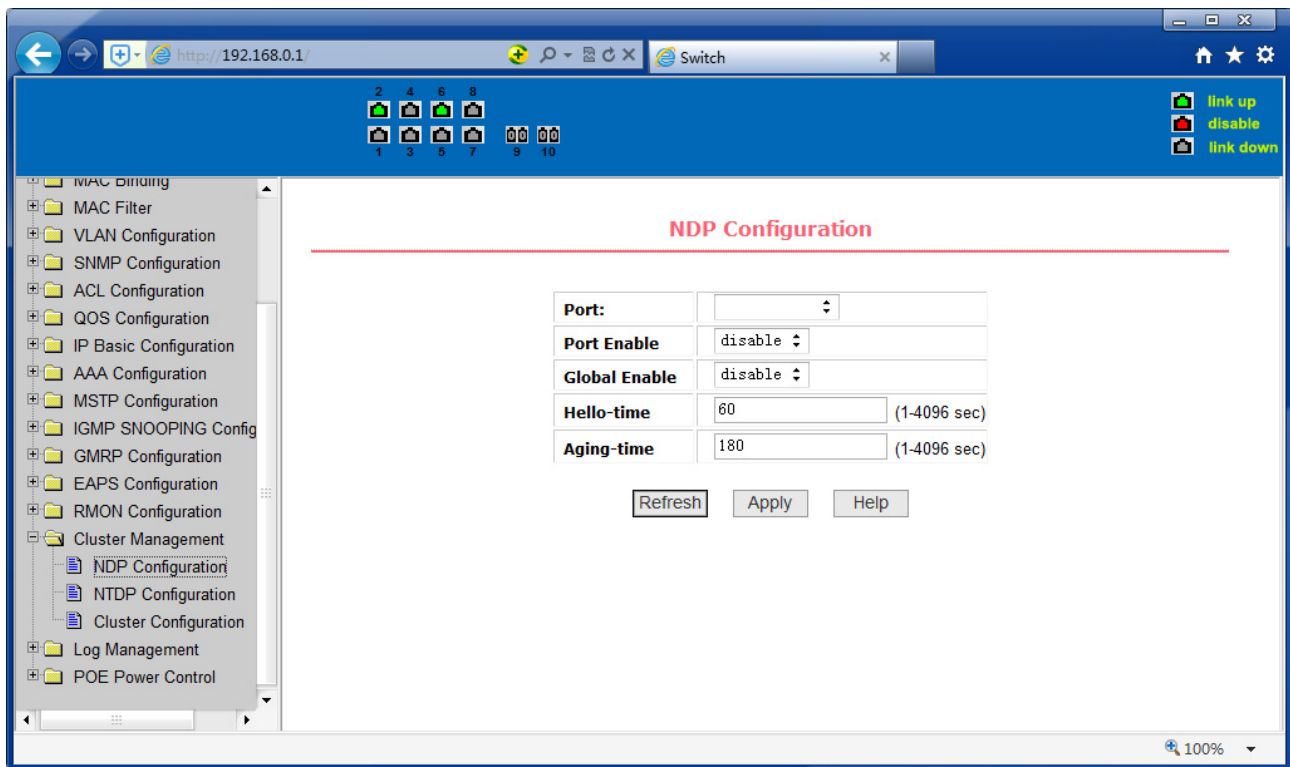 http://192.168.0.1/
Switch
2 4 6 8
1 3 5 7 9 10
link up
disable
link down
MAC Binding
MAC Filter
VLAN Configuration
SNMP Configuration
ACL Configuration
QOS Configuration
IP Basic Configuration
AAA Configuration
MSTP Configuration
IGMP SNOOPING Config
GMRP Configuration
EAPS Configuration
RMON Configuration
Cluster Management
NDP Configuration
NTDP Configuration
Cluster Configuration
Log Management
POE Power Control
NDP Configuration
Port:
Port Enable disable
Global Enable disable
Hello-time 60 (1-4096 sec)
Aging-time 180 (1-4096 sec)
Refresh Apply Help
100%